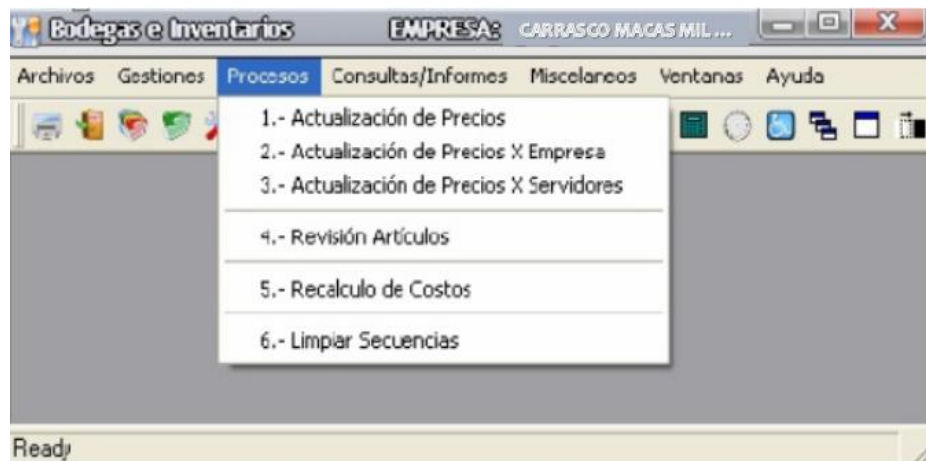 Bodegas e Inventarios EMPRESA: CARRASCO MACAS MIL ...
Archivos Gestiones Procesos Consultas/Informes Miscelaneos Ventanas Ayuda
1.- Actualización de Precios
2.- Actualización de Precios X Empresa
3.- Actualización de Precios X Servidores
4.- Revisión Artículos
5.- Recalculo de Costos
6.- Limpiar Secuencias
Ready